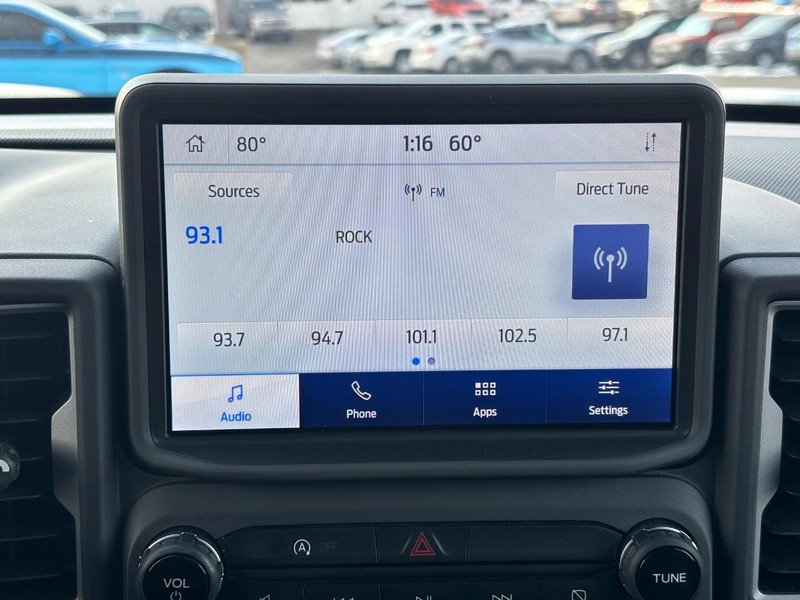 80° 1:16 60°
Sources FM Direct Tune
93.1 ROCK
93.7 94.7 101.1 102.5 97.1
Audio Phone Apps Settings
A OFF
VOL TUNE